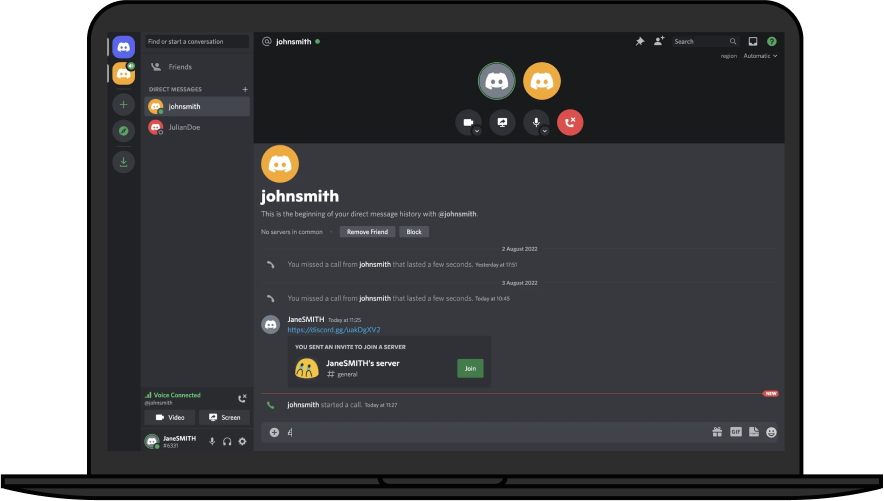 Find or start a conversation
Friends
DIRECT MESSAGES
johnsmith
JulianDoe
Voice Connected
@johnsmith
Video
Screen
JaneSMITH
#6331
@ johnsmith
Search
region Automatic
johnsmith
This is the beginning of your direct message history with @johnsmith.
No servers in common
Remove Friend
Block
2 August 2022
You missed a call from johnsmith that lasted a few seconds. Yesterday at 17:51
3 August 2022
You missed a call from johnsmith that lasted a few seconds. Today at 10:45
JaneSMITH Today at 11:25
https://discord.gg/uakDgXV2
YOU SENT AN INVITE TO JOIN A SERVER
JaneSMITH's server
# general
Join
NEW
johnsmith started a call. Today at 11:27
GIF